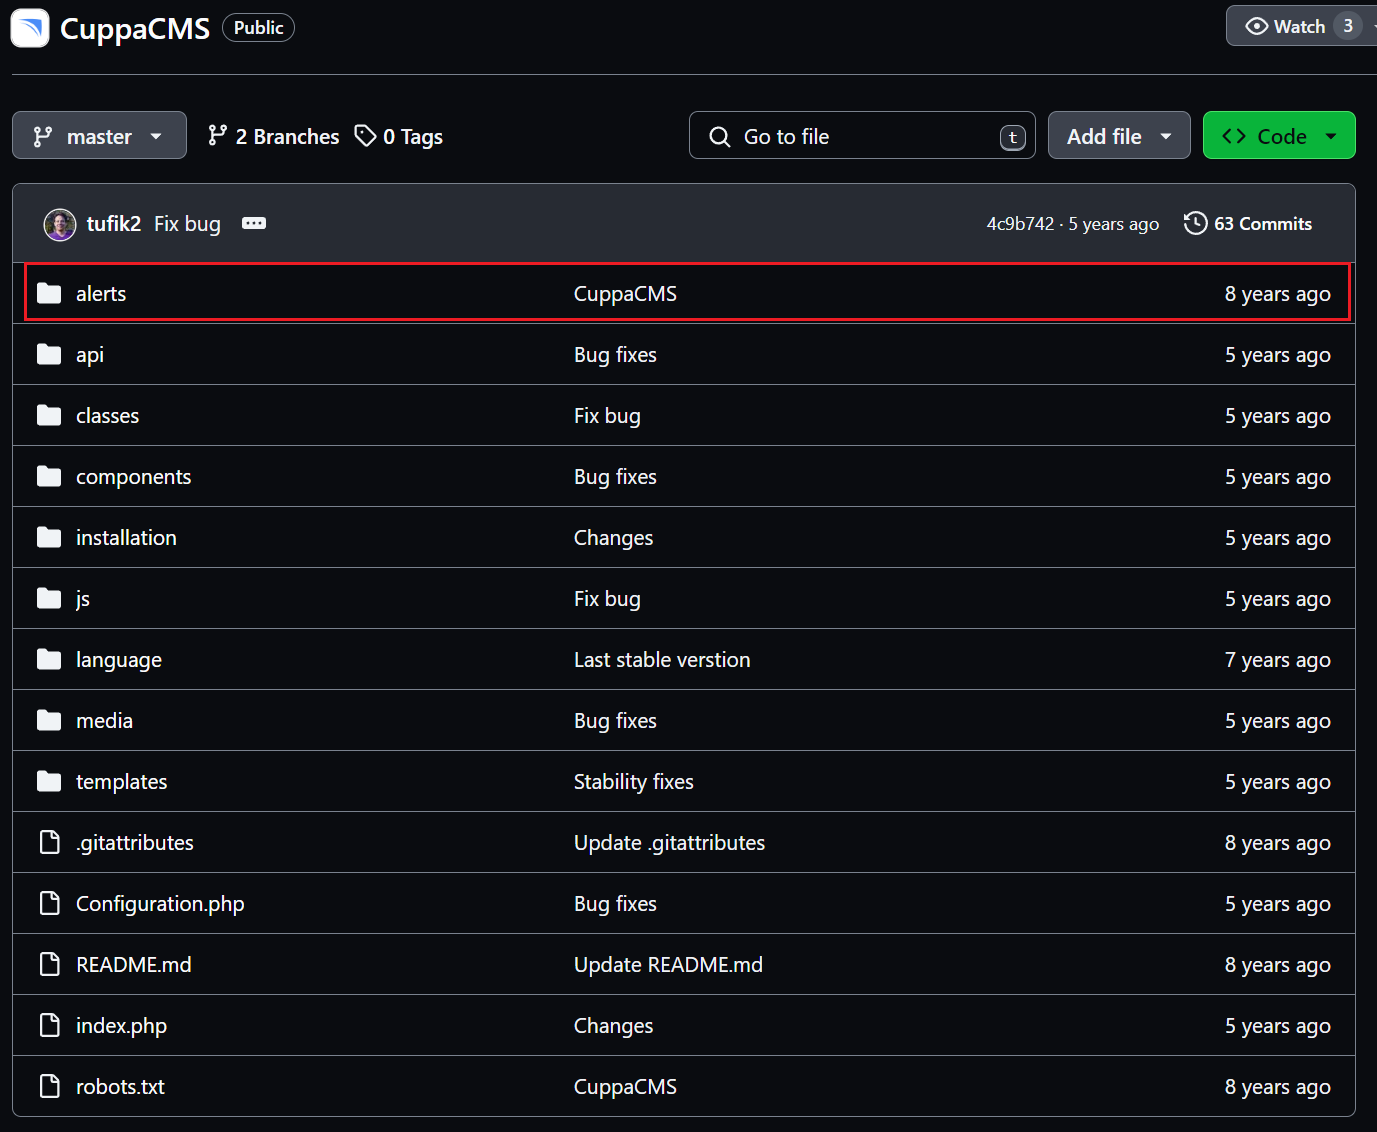 CuppaCMS Public Watch 3
master 2 Branches 0 Tags Go to file t Add file Code
tufik2 Fix bug 4c9b742 · 5 years ago 63 Commits
alerts CuppaCMS 8 years ago
api Bug fixes 5 years ago
classes Fix bug 5 years ago
components Bug fixes 5 years ago
installation Changes 5 years ago
js Fix bug 5 years ago
language Last stable verstion 7 years ago
media Bug fixes 5 years ago
templates Stability fixes 5 years ago
.gitattributes Update .gitattributes 8 years ago
Configuration.php Bug fixes 5 years ago
README.md Update README.md 8 years ago
index.php Changes 5 years ago
robots.txt CuppaCMS 8 years ago